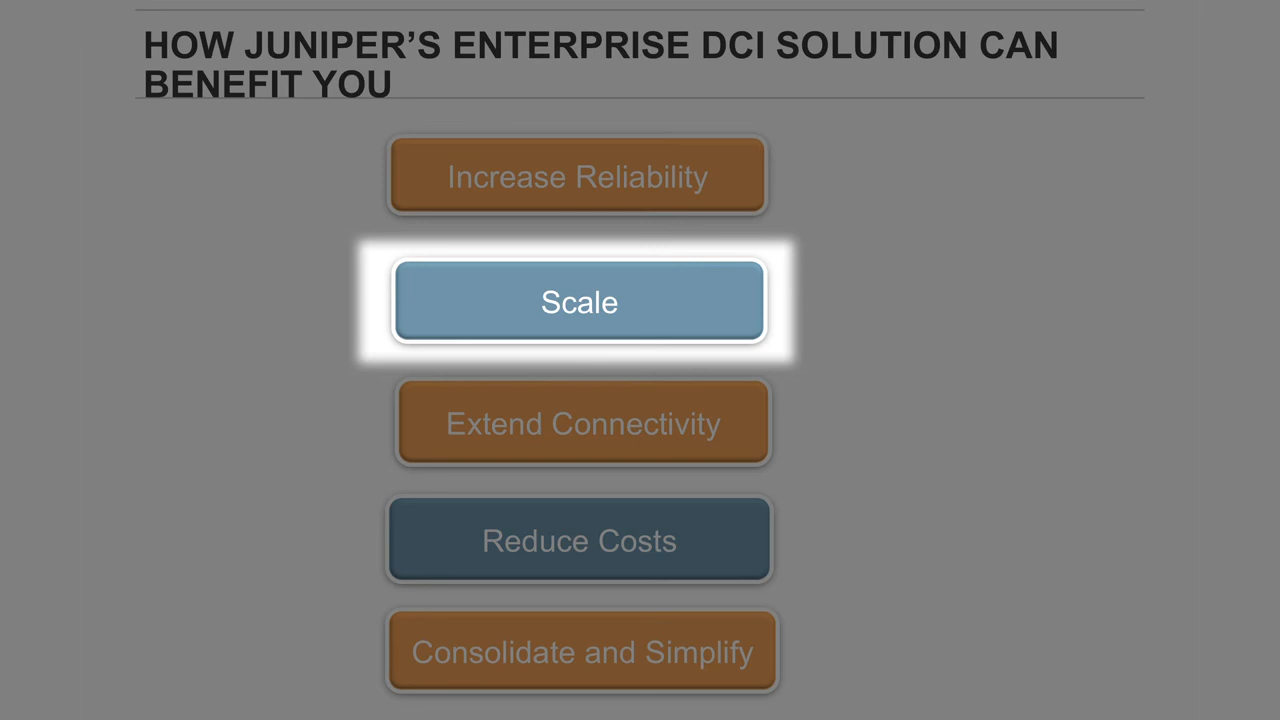 HOW JUNIPER’S ENTERPRISE DCI SOLUTION CAN
BENEFIT YOU
Increase Reliability
Scale
Extend Connectivity
Reduce Costs
Consolidate and Simplify